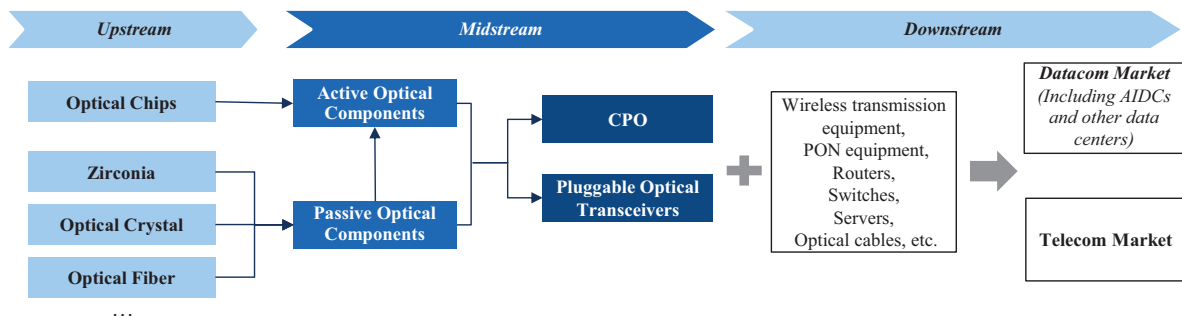 Upstream
Midstream
Downstream
Optical Chips
Zirconia
Optical Crystal
Optical Fiber
...
Active Optical
Components
Passive Optical
Components
CPO
Pluggable Optical
Transceivers
Wireless transmission
equipment,
PON equipment,
Routers,
Switches,
Servers,
Optical cables, etc.
Datacom Market
(Including AIDCs
and other data
centers)
Telecom Market